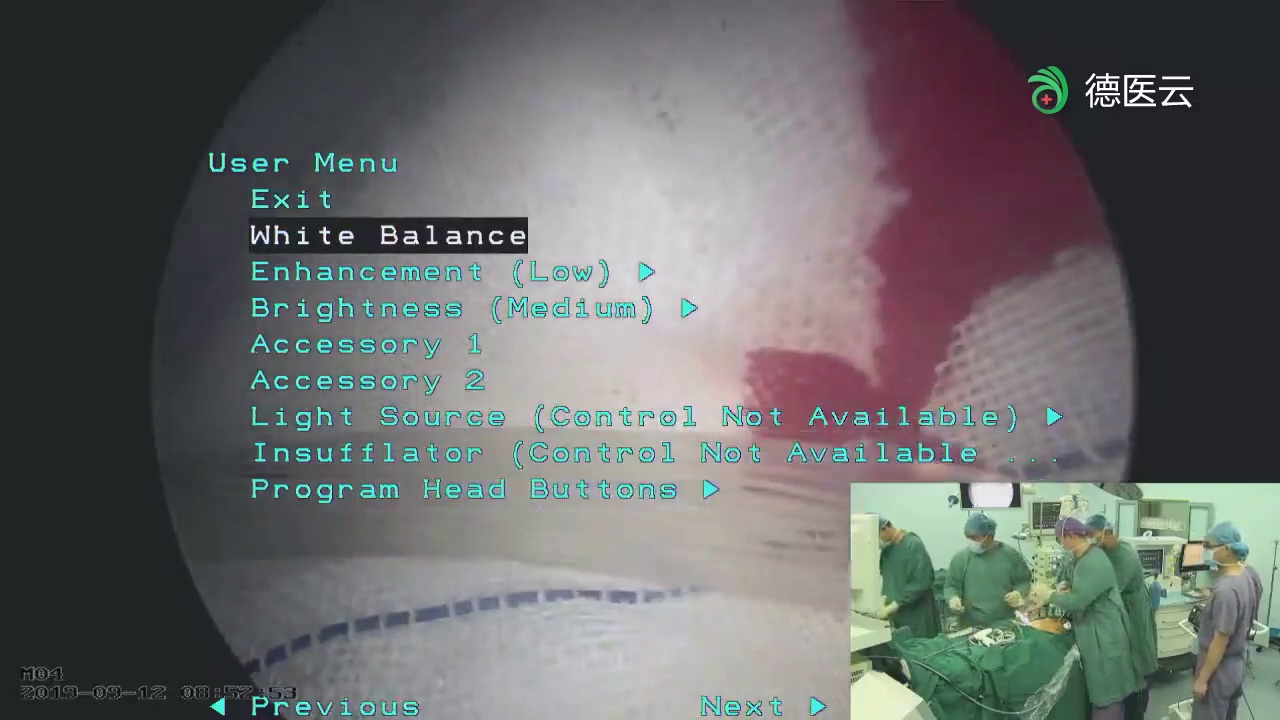 德医云
User Menu
Exit
White Balance
Enhancement (Low) ▶
Brightness (Medium) ▶
Accessory 1
Accessory 2
Light Source (Control Not Available) ▶
Insufflator (Control Not Available ...
Program Head Buttons ▶
M04
2019-09-12 08:52:53
◀ Previous
Next ▶